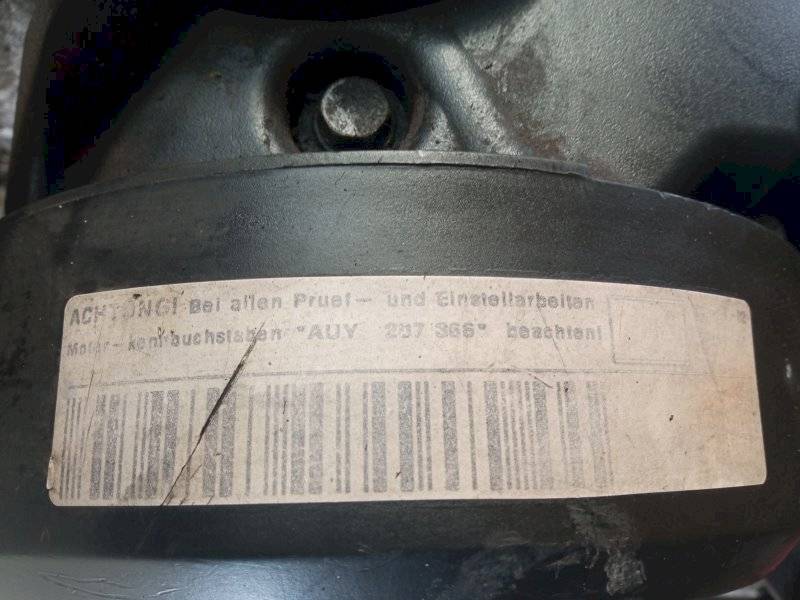 ACHTUNG! Bei allen Pruef- und Einstellarbeiten
Motor-kennbuchstaben "AUY 287 366" beachten!